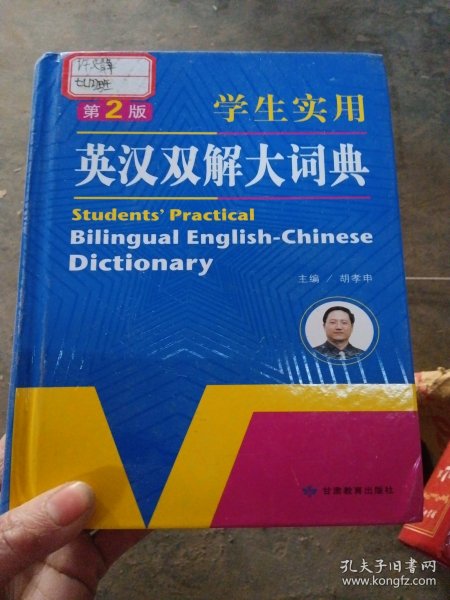 第2版
学生实用
英汉双解大词典
Students' Practical
Bilingual English-Chinese
Dictionary
主编 / 胡孝申
甘肃教育出版社
孔夫子旧书网
www.kongfz.com